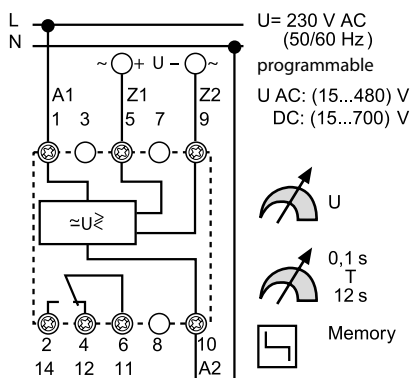 L U= 230 V AC
N (50/60 Hz)
~ + U − ~ programmable
A1 Z1 Z2 U AC: (15...480) V
1 3 5 7 9 DC: (15...700) V
≃U≷
U
0,1 s
T
12 s
2 4 6 8 10 Memory
14 12 11 A2